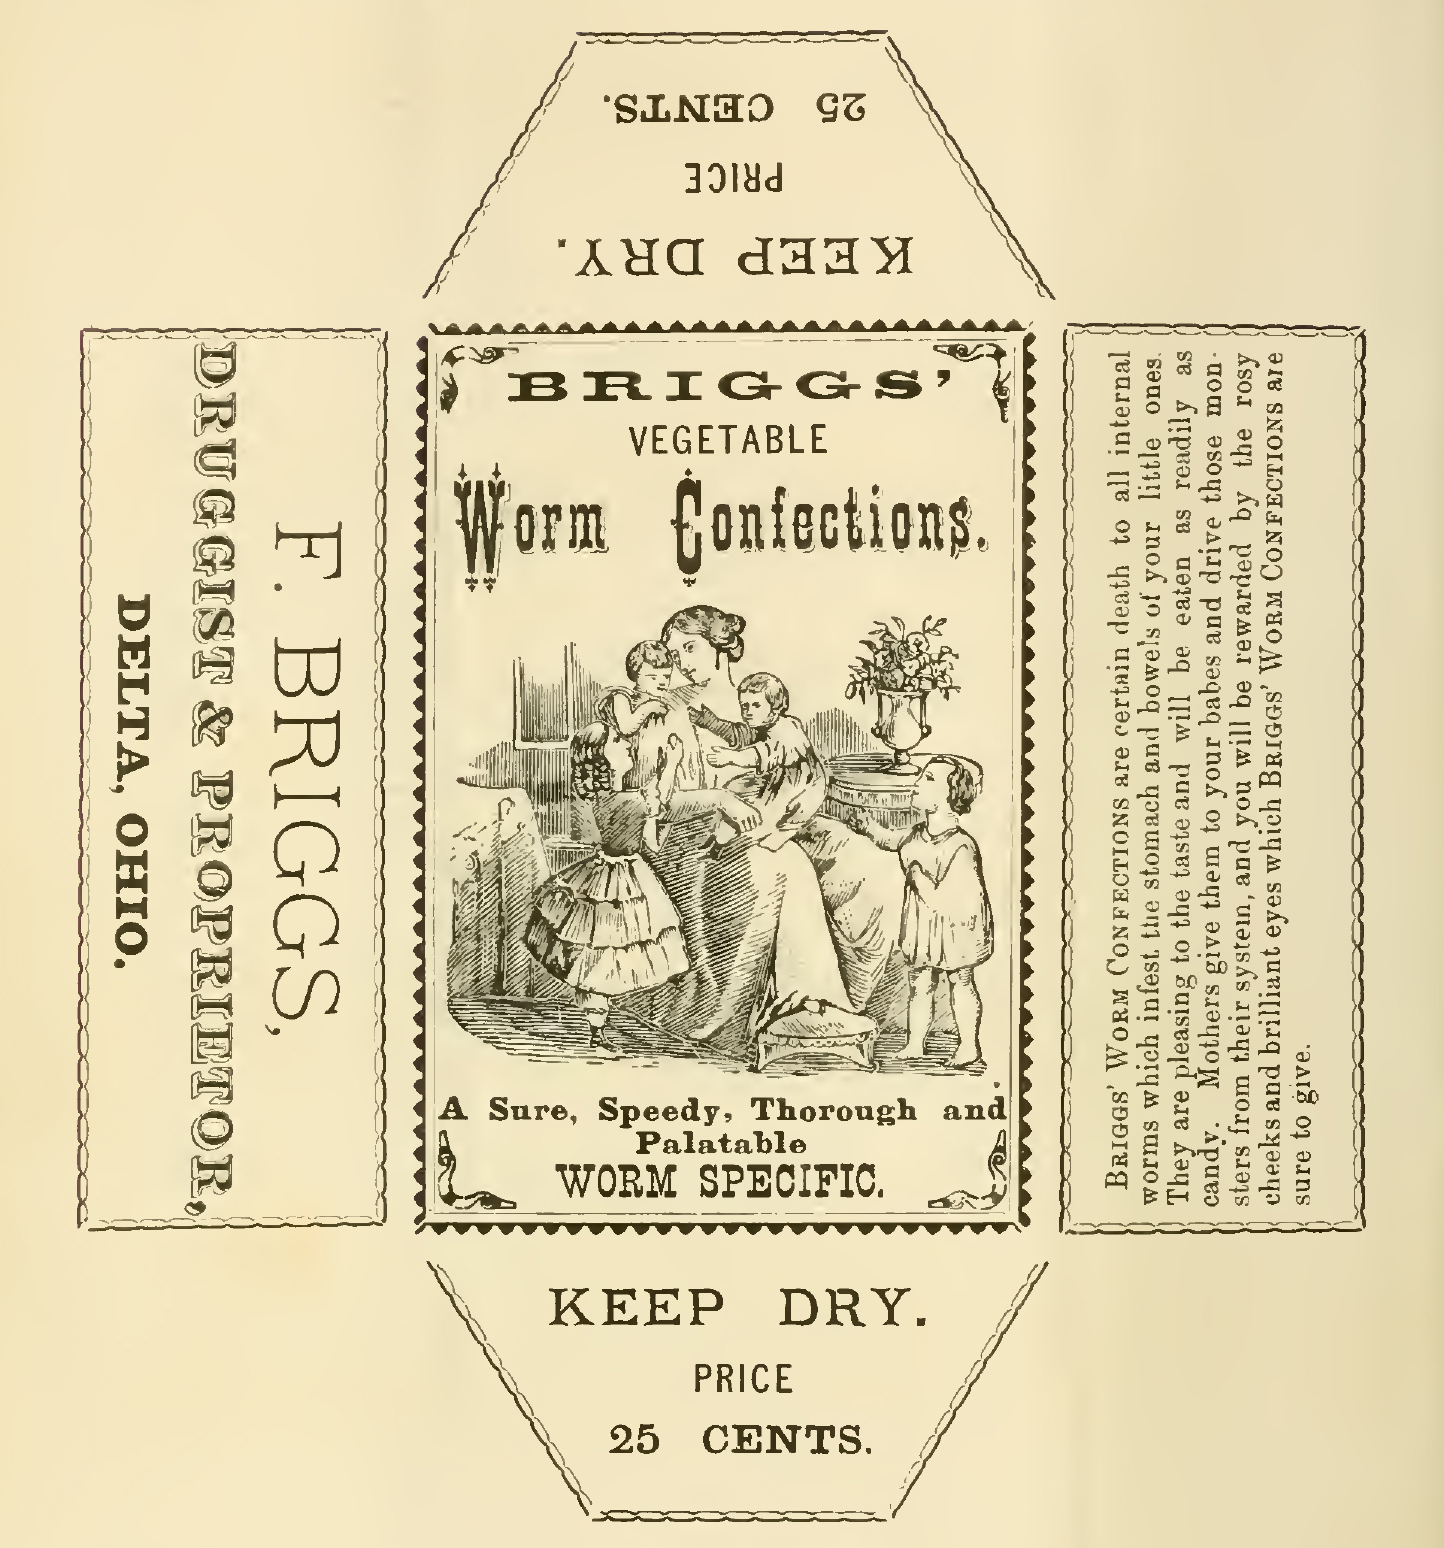 25 CENTS.
PRICE
KEEP DRY.
F. BRIGGS,
DRUGGIST & PROPRIETOR,
DELTA, OHIO.
BRIGGS'
VEGETABLE
Worm Confections.
A Sure, Speedy, Thorough and
Palatable
WORM SPECIFIC.
BRIGGS' WORM CONFECTIONS are certain death to all internal
worms which infest the stomach and bowels of your little ones.
They are pleasing to the taste and will be eaten as readily as
candy. Mothers give them to your babes and drive those mon-
sters from their systen, and you will be rewarded by the rosy
cheeks and brilliant eyes which BRIGGS' WORM CONFECTIONS are
sure to give.
KEEP DRY.
PRICE
25 CENTS.